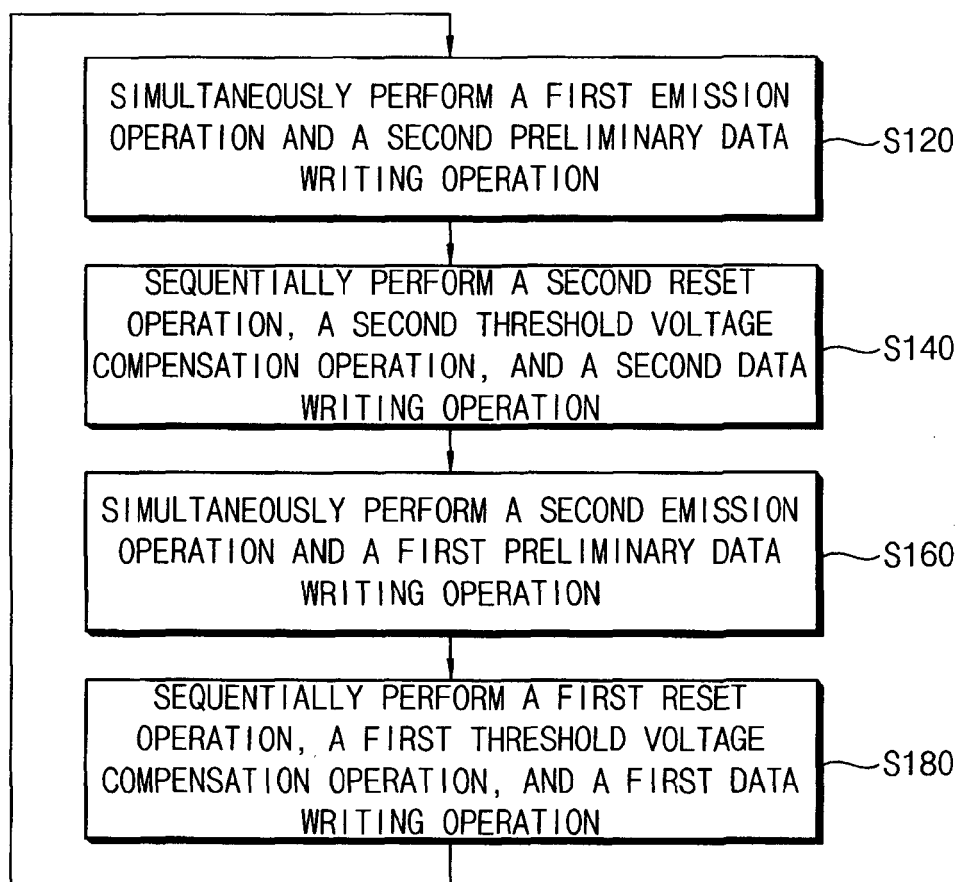 SIMULTANEOUSLY PERFORM A FIRST EMISSION
OPERATION AND A SECOND PRELIMINARY DATA
WRITING OPERATION
S120
SEQUENTIALLY PERFORM A SECOND RESET
OPERATION, A SECOND THRESHOLD VOLTAGE
COMPENSATION OPERATION, AND A SECOND DATA
WRITING OPERATION
S140
SIMULTANEOUSLY PERFORM A SECOND EMISSION
OPERATION AND A FIRST PRELIMINARY DATA
WRITING OPERATION
S160
SEQUENTIALLY PERFORM A FIRST RESET
OPERATION, A FIRST THRESHOLD VOLTAGE
COMPENSATION OPERATION, AND A FIRST DATA
WRITING OPERATION
S180